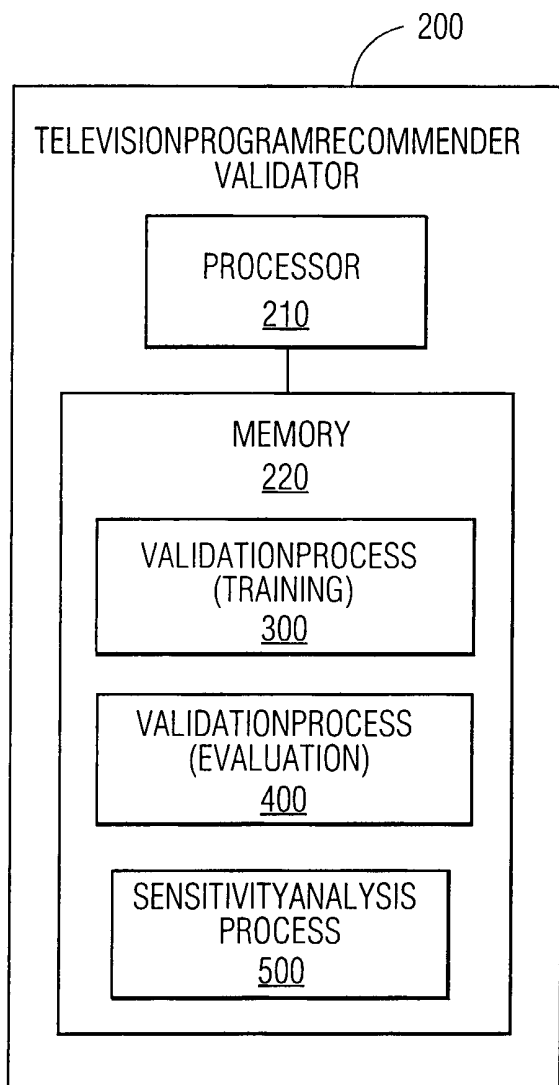 200
TELEVISIONPROGRAMRECOMMENDER
VALIDATOR
PROCESSOR
210
MEMORY
220
VALIDATIONPROCESS
(TRAINING)
300
VALIDATIONPROCESS
(EVALUATION)
400
SENSITIVITYANALYSIS
PROCESS
500